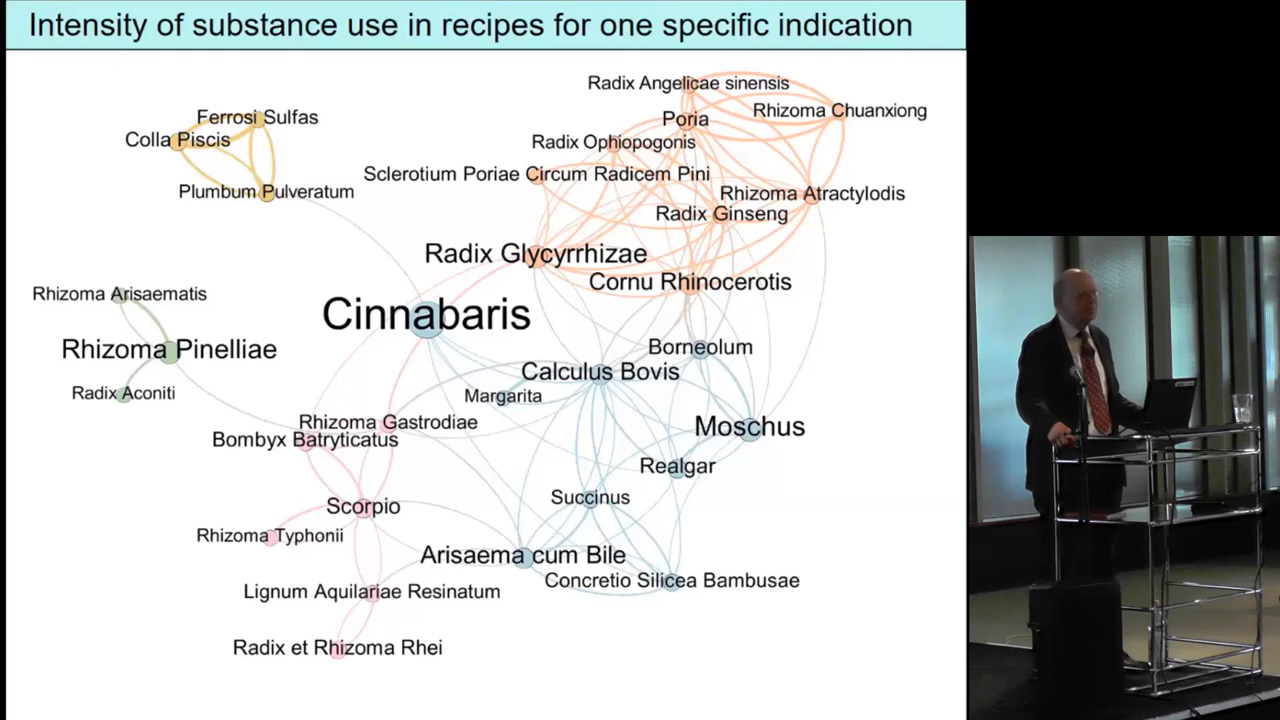 Intensity of substance use in recipes for one specific indication
Radix Angelicae sinensis
Rhizoma Chuanxiong
Ferrosi Sulfas
Poria
Colla Piscis
Radix Ophiopogonis
Sclerotium Poriae Circum Radicem Pini
Plumbum Pulveratum
Rhizoma Atractylodis
Radix Ginseng
Radix Glycyrrhizae
Cornu Rhinocerotis
Rhizoma Arisaematis
Cinnabaris
Rhizoma Pinelliae
Borneolum
Calculus Bovis
Radix Aconiti
Margarita
Rhizoma Gastrodiae
Moschus
Bombyx Batryticatus
Realgar
Succinus
Scorpio
Rhizoma Typhonii
Arisaema cum Bile
Concretio Silicea Bambusae
Lignum Aquilariae Resinatum
Radix et Rhizoma Rhei